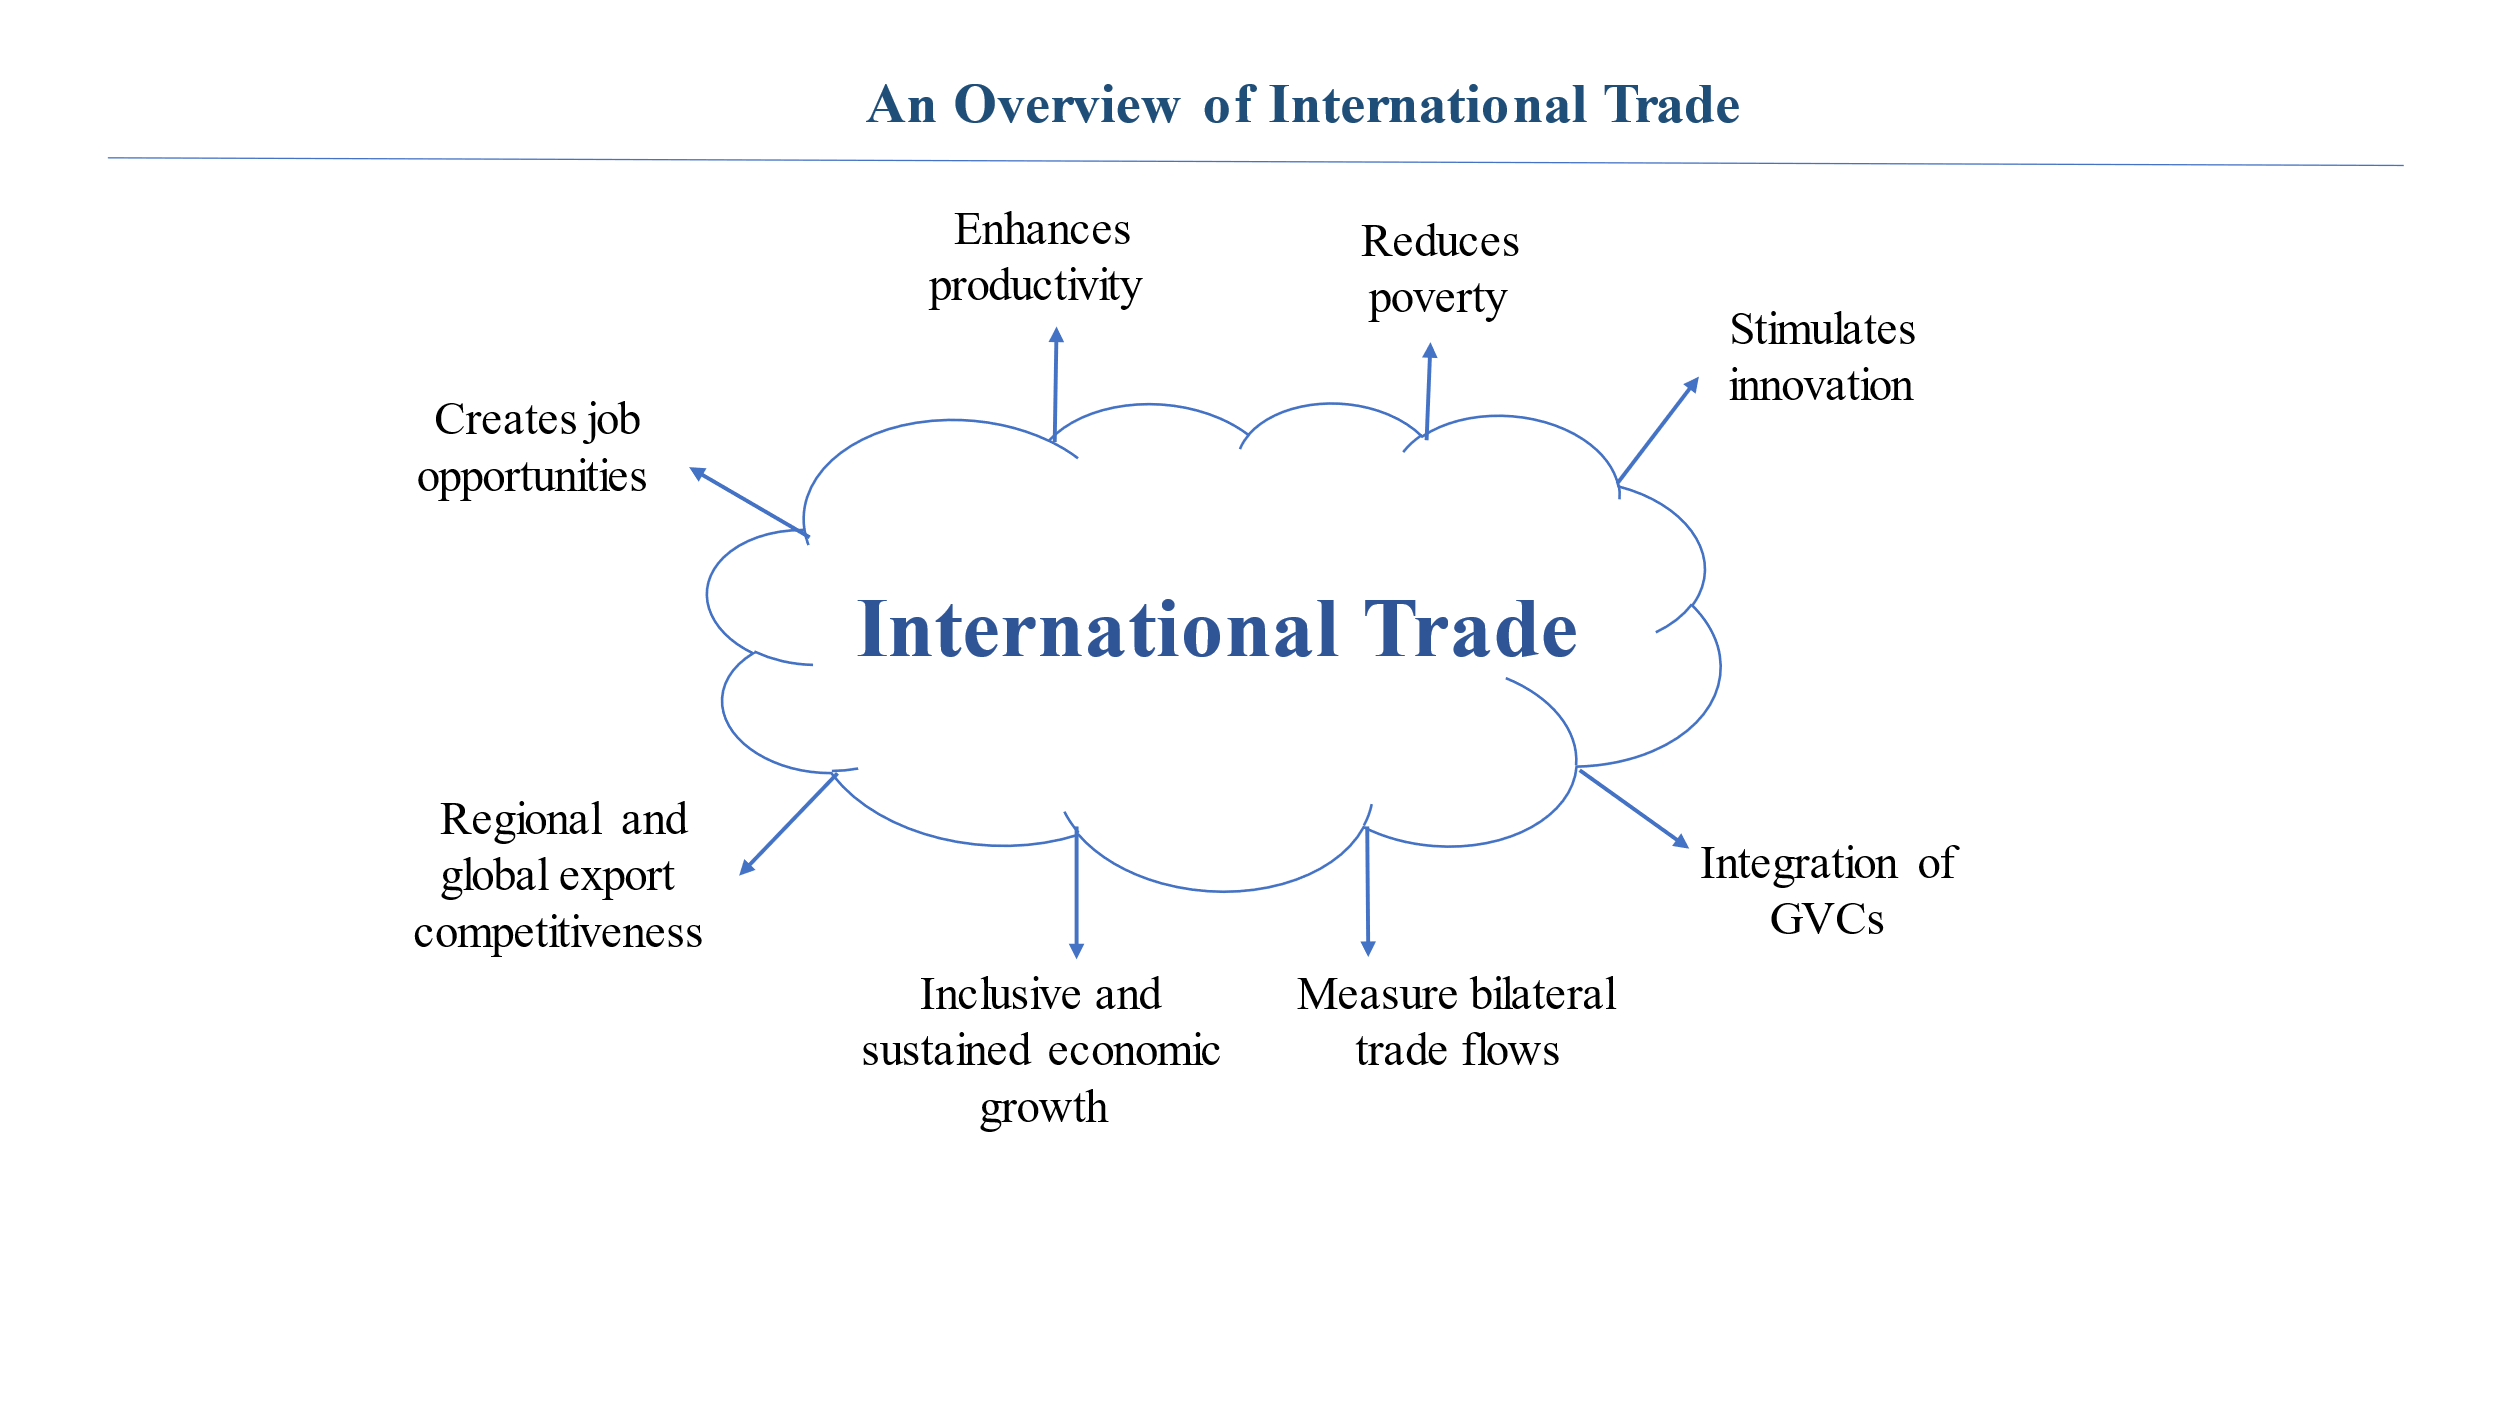 An Overview of International Trade
Enhances
productivity
Reduces
poverty
Stimulates
innovation
Creates job
opportunities
International Trade
Regional and
global export
competitiveness
Integration of
GVCs
Inclusive and
sustained economic
growth
Measure bilateral
trade flows